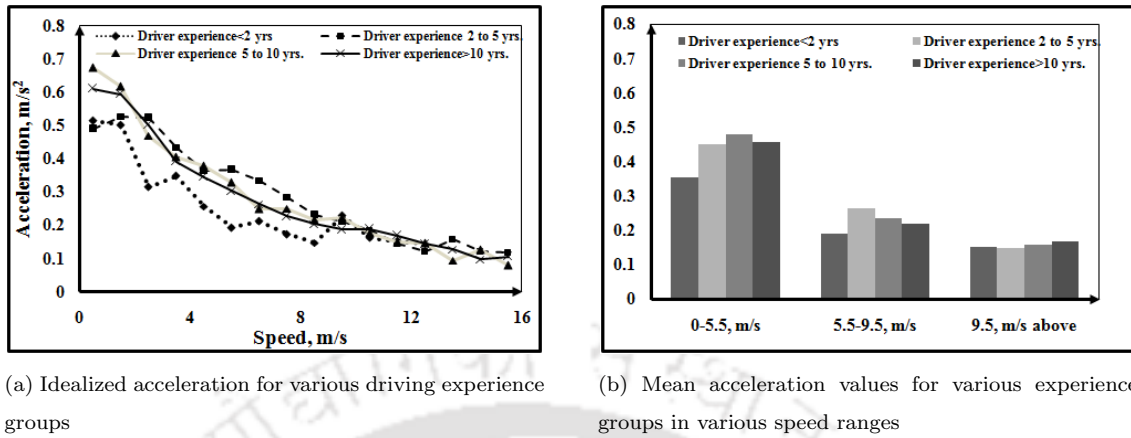 0.8
0.7
0.6
0.5
0.4
0.3
0.2
0.1
0
Acceleration, m/s²
Driver experience<2 yrs
Driver experience 2 to 5 yrs.
Driver experience 5 to 10 yrs.
Driver experience>10 yrs.
0 4 8 12 16
Speed, m/s
(a) Idealized acceleration for various driving experience
groups
0.8
0.7
0.6
0.5
0.4
0.3
0.2
0.1
0
Driver experience<2 yrs
Driver experience 2 to 5 yrs.
Driver experience 5 to 10 yrs.
Driver experience>10 yrs.
0-5.5, m/s 5.5-9.5, m/s 9.5, m/s above
(b) Mean acceleration values for various experience
groups in various speed ranges